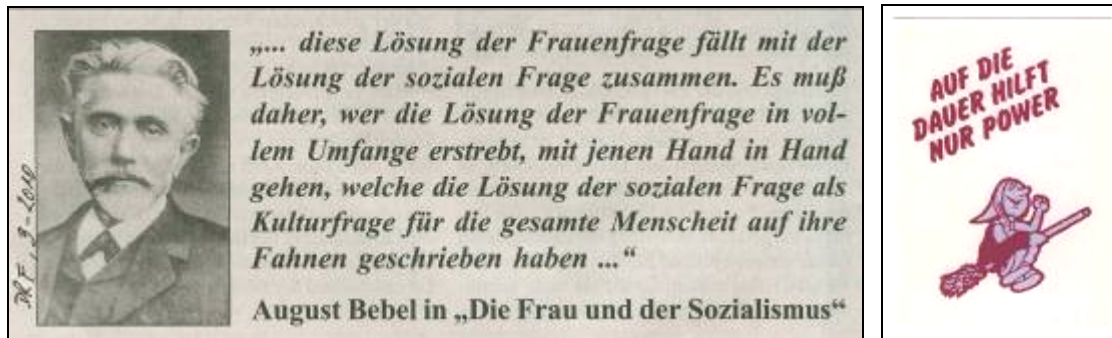 „... diese Lösung der Frauenfrage fällt mit der
Lösung der sozialen Frage zusammen. Es muß
daher, wer die Lösung der Frauenfrage in vol-
lem Umfange erstrebt, mit jenen Hand in Hand
gehen, welche die Lösung der sozialen Frage als
Kulturfrage für die gesamte Menscheit auf ihre
Fahnen geschrieben haben ...“
August Bebel in „Die Frau und der Sozialismus“
AUF DIE
DAUER HILFT
NUR POWER